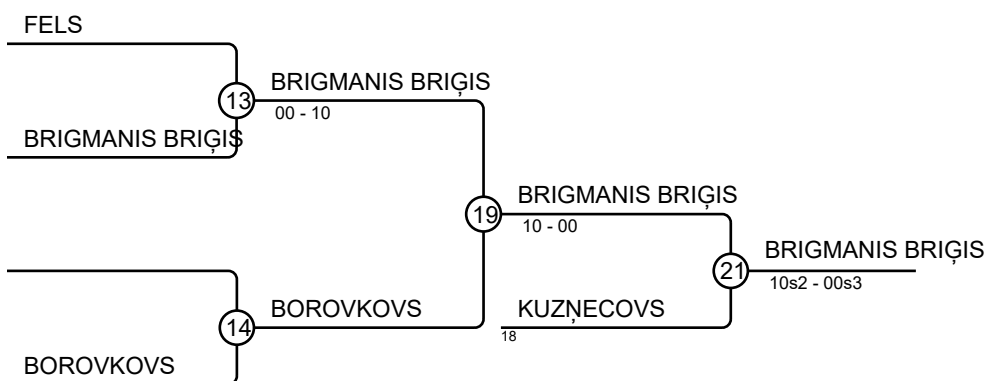 FELS
13
BRIGMANIS BRIĢIS
00 - 10
BRIGMANIS BRIĢIS
19
BRIGMANIS BRIĢIS
10 - 00
21
BRIGMANIS BRIĢIS
10s2 - 00s3
14
BOROVKOVS
KUZŅECOVS
18
BOROVKOVS